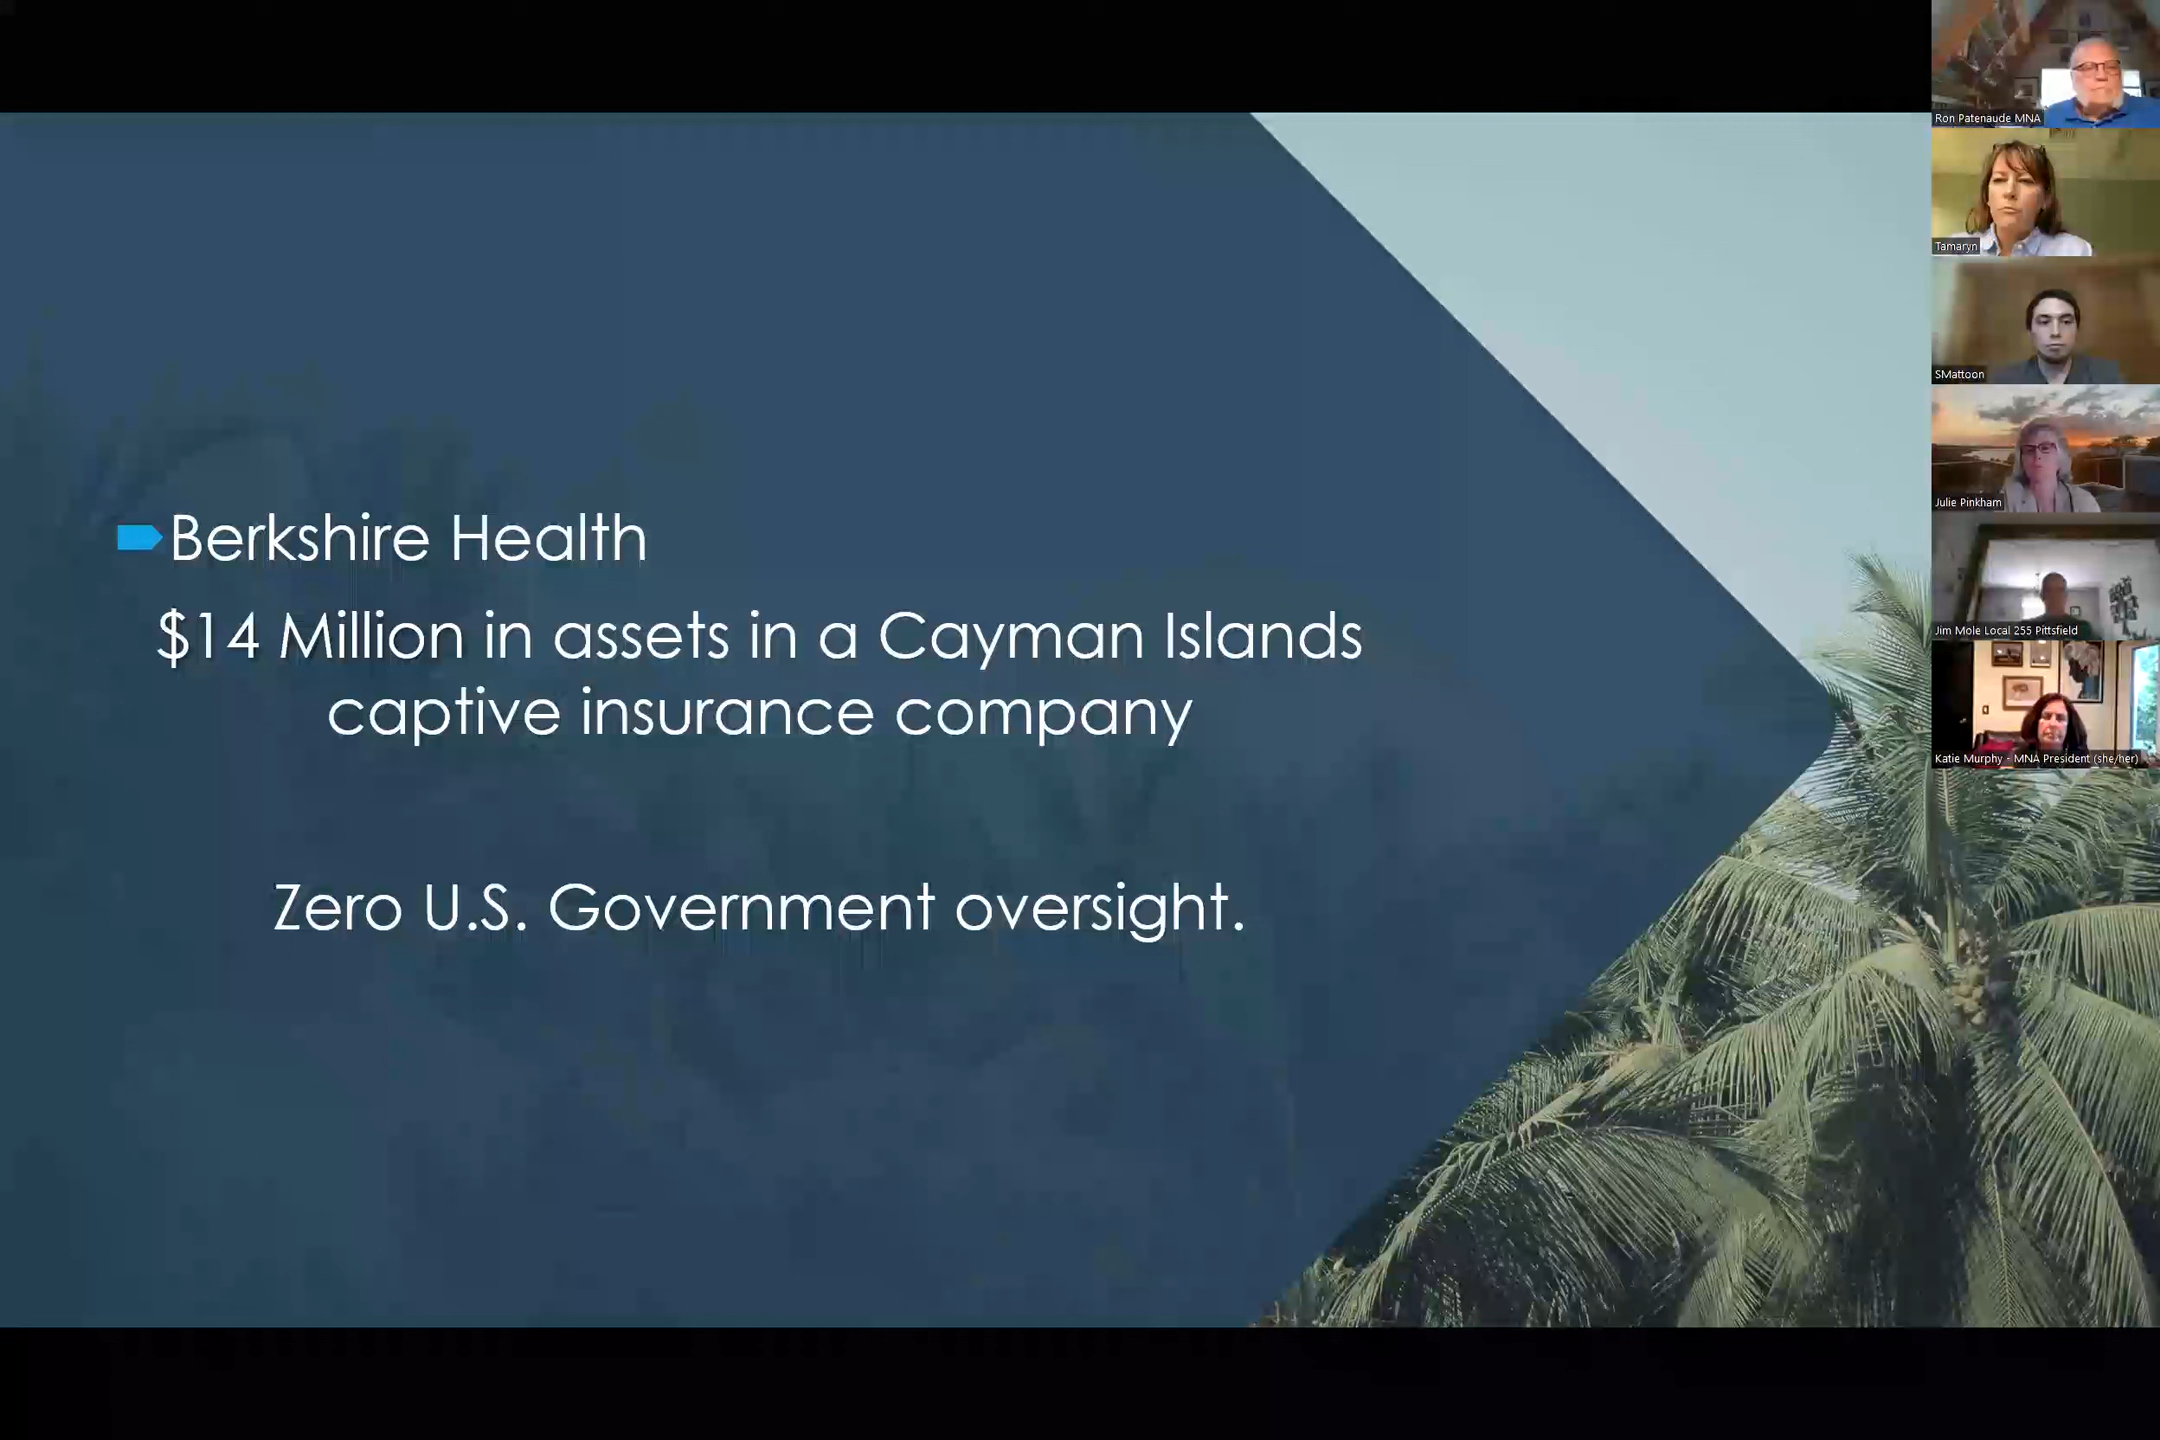 Berkshire Health
$14 Million in assets in a Cayman Islands
captive insurance company
Zero U.S. Government oversight.
Ron Patenaude MNA
Tamaryn
SMattoon
Julie Pinkham
Jim Mole Local 255 Pittsfield
Katie Murphy - MNA President (she/her)